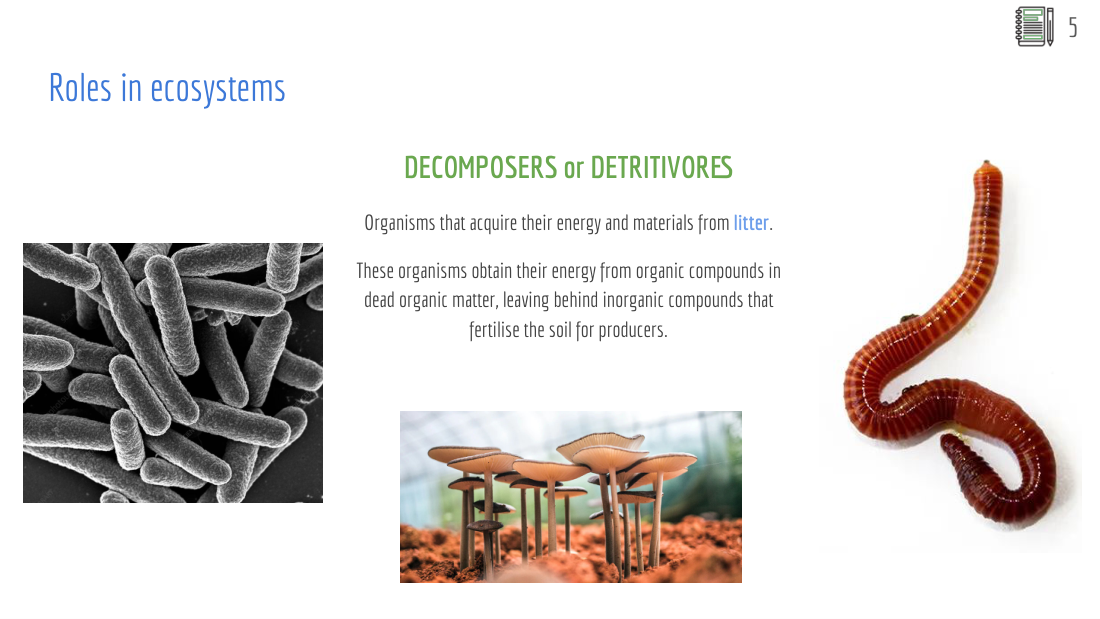 5
Roles in ecosystems
DECOMPOSERS or DETRITIVORES
Organisms that acquire their energy and materials from litter.
These organisms obtain their energy from organic compounds in
dead organic matter, leaving behind inorganic compounds that
fertilise the soil for producers.